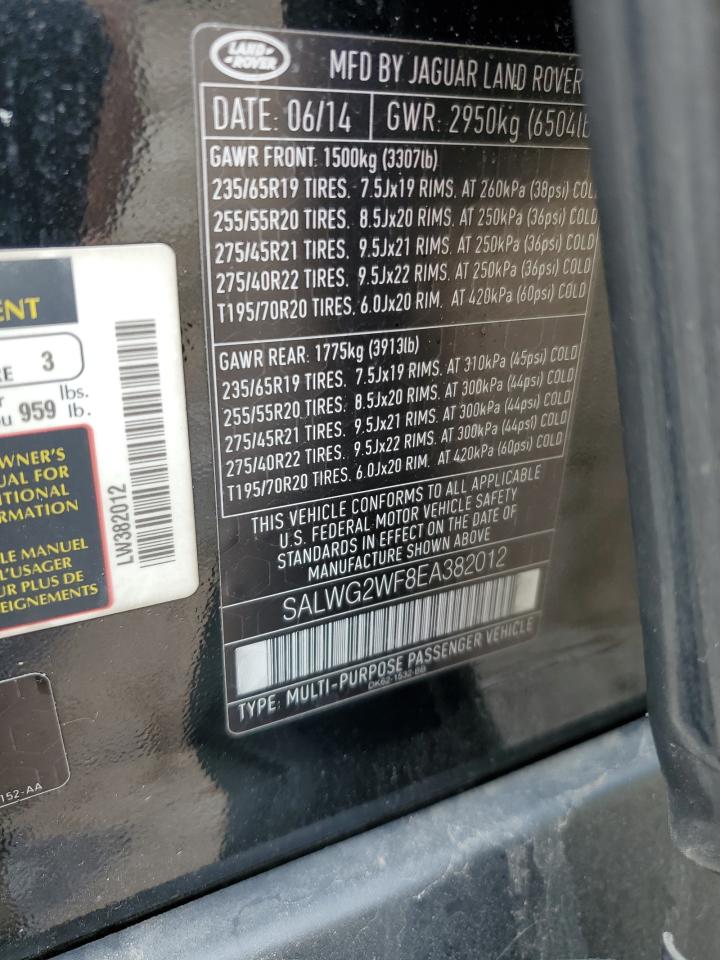 LAND ROVER
MFD BY JAGUAR LAND ROVER
DATE: 06/14 GWR: 2950kg (6504lb
GAWR FRONT: 1500kg (3307lb)
235/65R19 TIRES. 7.5Jx19 RIMS. AT 260kPa (38psi) COLD
255/55R20 TIRES. 8.5Jx20 RIMS. AT 250kPa (36psi) COLD
275/45R21 TIRES. 9.5Jx21 RIMS. AT 250kPa (36psi) COLD
275/40R22 TIRES. 9.5Jx22 RIMS. AT 250kPa (36psi) COLD
T195/70R20 TIRES. 6.0Jx20 RIM. AT 420kPa (60psi) COLD
GAWR REAR: 1775kg (3913lb)
235/65R19 TIRES. 7.5Jx19 RIMS. AT 310kPa (45psi) COLD
255/55R20 TIRES. 8.5Jx20 RIMS. AT 300kPa (44psi) COLD
275/45R21 TIRES. 9.5Jx21 RIMS. AT 300kPa (44psi) COLD
275/40R22 TIRES. 9.5Jx22 RIMS. AT 300kPa (44psi) COLD
T195/70R20 TIRES. 6.0Jx20 RIM. AT 420kPa (60psi) COLD
THIS VEHICLE CONFORMS TO ALL APPLICABLE
U.S. FEDERAL MOTOR VEHICLE SAFETY
STANDARDS IN EFFECT ON THE DATE OF
MANUFACTURE SHOWN ABOVE
SALWG2WF8EA382012
TYPE: MULTI-PURPOSE PASSENGER VEHICLE
DK62-1532-BB
ENT
RE 3
r lbs.
ou 959 lb.
WNER'S
UAL FOR
ITIONAL
RMATION
LE MANUEL
L'USAGER
UR PLUS DE
EIGNEMENTS
LW382012
152-AA